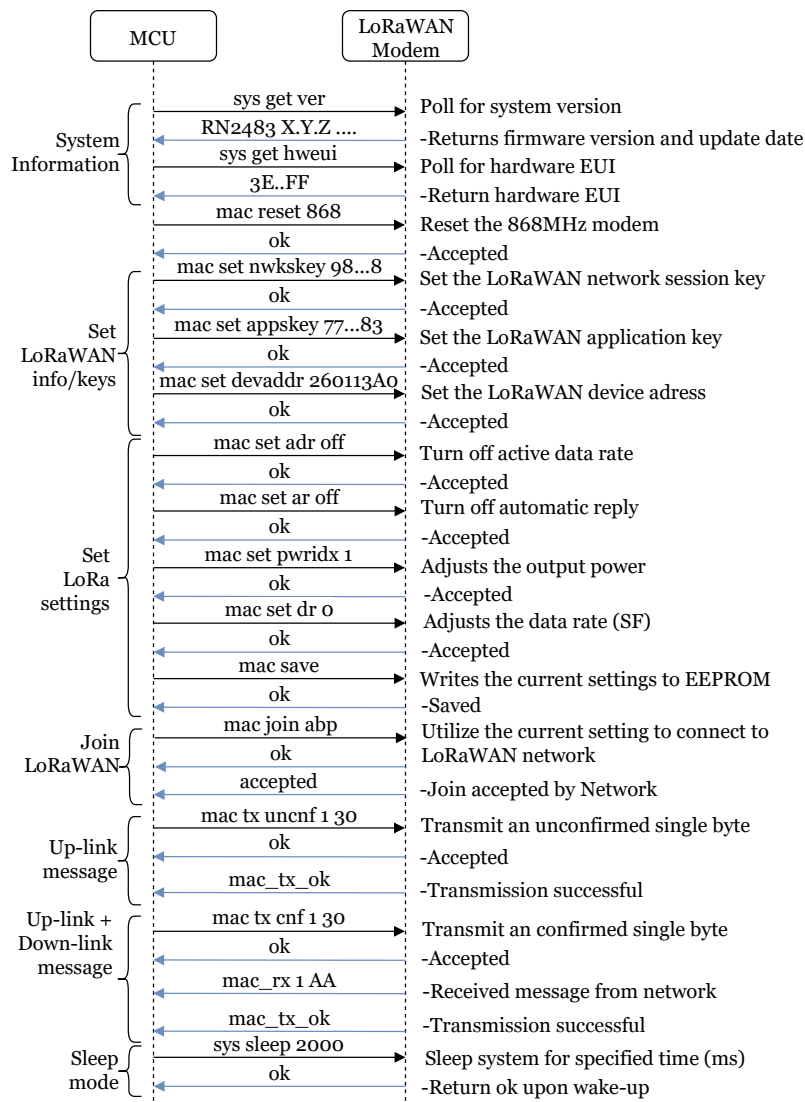 MCU
LoRaWAN
Modem
sys get ver
Poll for system version
RN2483 X.Y.Z ....
-Returns firmware version and update date
System
Information
sys get hweui
Poll for hardware EUI
3E..FF
-Return hardware EUI
mac reset 868
Reset the 868MHz modem
ok
-Accepted
mac set nwkskey 98...8
Set the LoRaWAN network session key
ok
-Accepted
Set
LoRaWAN
info/keys
mac set appskey 77...83
Set the LoRaWAN application key
ok
-Accepted
mac set devaddr 260113A0
Set the LoRaWAN device adress
ok
-Accepted
mac set adr off
Turn off active data rate
ok
-Accepted
mac set ar off
Turn off automatic reply
ok
-Accepted
Set
LoRa
settings
mac set pwridx 1
Adjusts the output power
ok
-Accepted
mac set dr 0
Adjusts the data rate (SF)
ok
-Accepted
mac save
Writes the current settings to EEPROM
ok
-Saved
Join
LoRaWAN
mac join abp
Utilize the current setting to connect to
LoRaWAN network
ok
accepted
-Join accepted by Network
Up-link
message
mac tx uncnf 1 30
Transmit an unconfirmed single byte
ok
-Accepted
mac_tx_ok
-Transmission successful
Up-link +
Down-link
message
mac tx cnf 1 30
Transmit an confirmed single byte
ok
-Accepted
mac_rx 1 AA
-Received message from network
mac_tx_ok
-Transmission successful
Sleep
mode
sys sleep 2000
Sleep system for specified time (ms)
ok
-Return ok upon wake-up